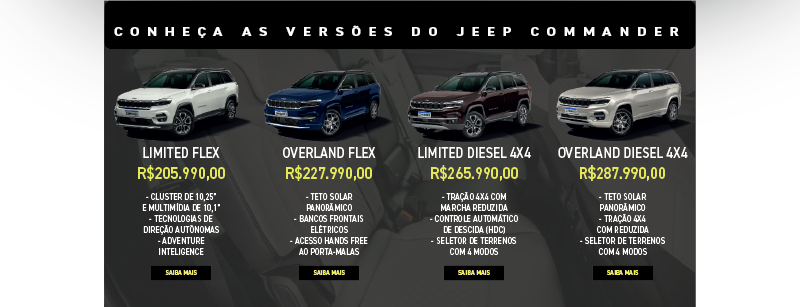 CONHEÇA AS VERSÕES DO JEEP COMMANDER
LIMITED FLEX
R$205.990,00
- CLUSTER DE 10,25"
E MULTIMÍDIA DE 10,1"
- TECNOLOGIAS DE
DIREÇÃO AUTÔNOMAS
- ADVENTURE
INTELIGENCE
SAIBA MAIS
OVERLAND FLEX
R$227.990,00
- TETO SOLAR
PANORÂMICO
- BANCOS FRONTAIS
ELÉTRICOS
- ACESSO HANDS FREE
AO PORTA-MALAS
SAIBA MAIS
LIMITED DIESEL 4X4
R$265.990,00
- TRAÇÃO 4X4 COM
MARCHA REDUZIDA
- CONTROLE AUTOMÁTICO
DE DESCIDA (HDC)
- SELETOR DE TERRENOS
COM 4 MODOS
SAIBA MAIS
OVERLAND DIESEL 4X4
R$287.990,00
- TETO SOLAR
PANORÂMICO
- TRAÇÃO 4X4
COM REDUZIDA
- SELETOR DE TERRENOS
COM 4 MODOS
SAIBA MAIS